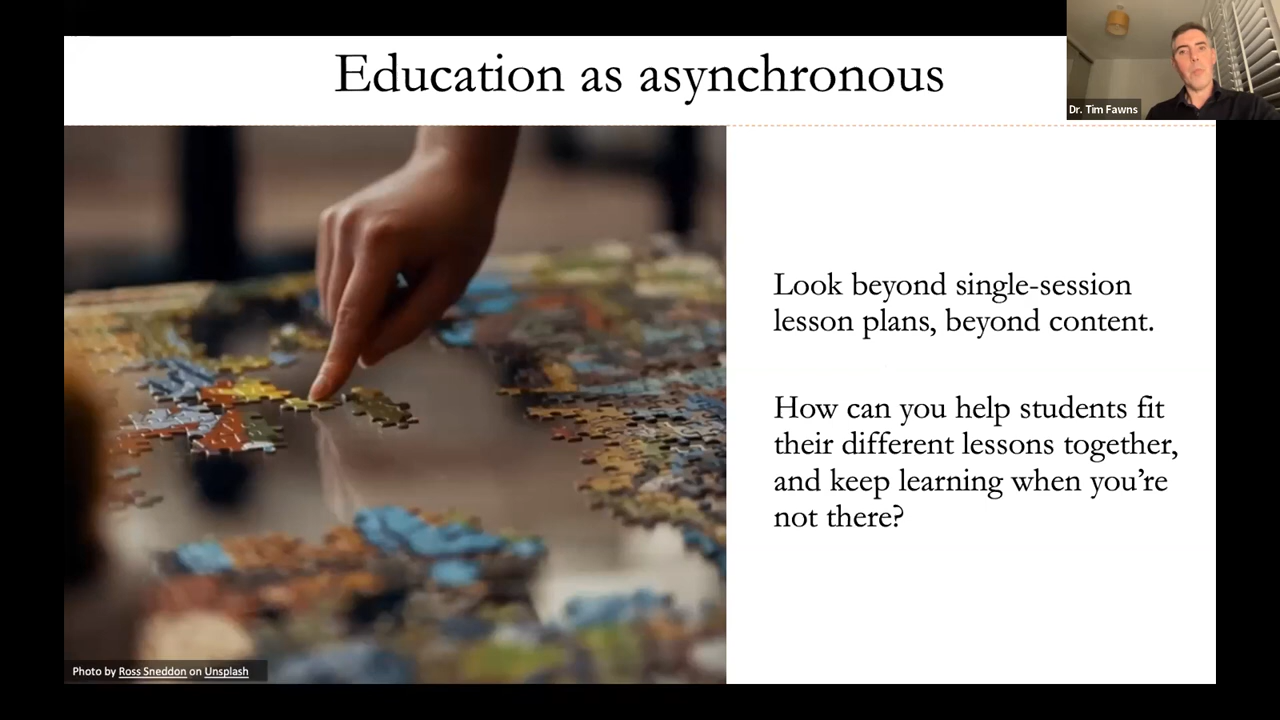 Education as asynchronous
Dr. Tim Fawns
Look beyond single-session
lesson plans, beyond content.
How can you help students fit
their different lessons together,
and keep learning when you're
not there?
Photo by Ross Sneddon on Unsplash